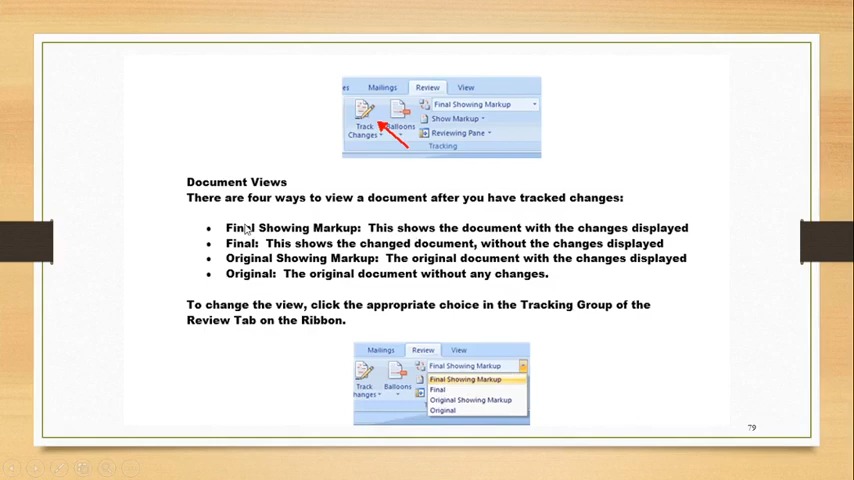 es Mailings Review View
Final Showing Markup
Track Changes Balloons Show Markup
Reviewing Pane
Tracking
Document Views
There are four ways to view a document after you have tracked changes:
• Final Showing Markup: This shows the document with the changes displayed
• Final: This shows the changed document, without the changes displayed
• Original Showing Markup: The original document with the changes displayed
• Original: The original document without any changes.
To change the view, click the appropriate choice in the Tracking Group of the
Review Tab on the Ribbon.
Mailings Review View
Final Showing Markup
Track hanges Balloons Final Showing Markup
Final
Original Showing Markup
Original
79